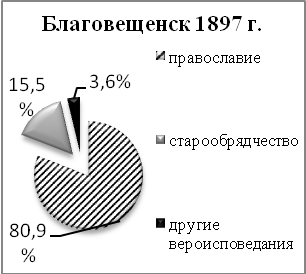 Благовещенск 1897 г.
15,5
%
3,6%
80,9
%
православие
старообрядчество
другие
вероисповедания